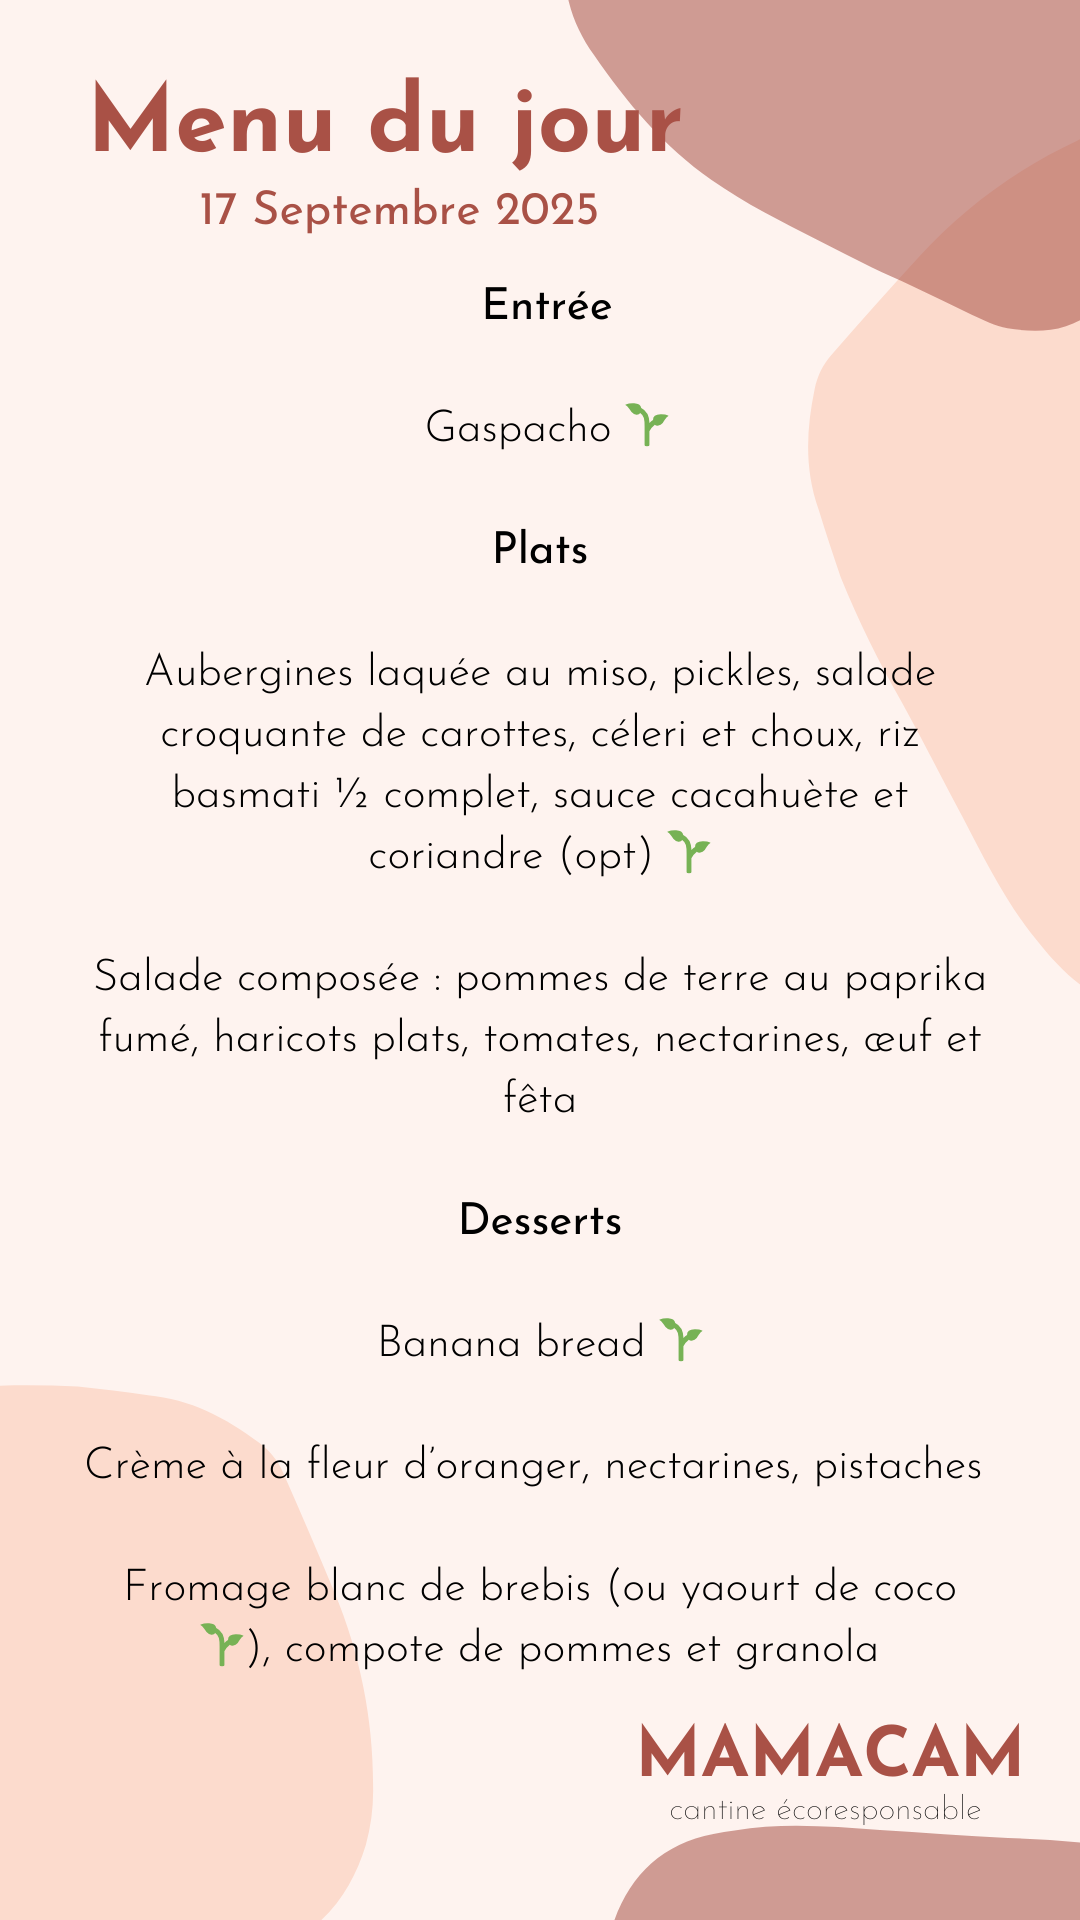 Menu du jour
17 Septembre 2025
Entrée
Gaspacho 🌱
Plats
Aubergines laquée au miso, pickles, salade
croquante de carottes, céleri et choux, riz
basmati ½ complet, sauce cacahuète et
coriandre (opt) 🌱
Salade composée : pommes de terre au paprika
fumé, haricots plats, tomates, nectarines, œuf et
fêta
Desserts
Banana bread 🌱
Crème à la fleur d’oranger, nectarines, pistaches
Fromage blanc de brebis (ou yaourt de coco
🌱), compote de pommes et granola
MAMACAM
cantine écoresponsable